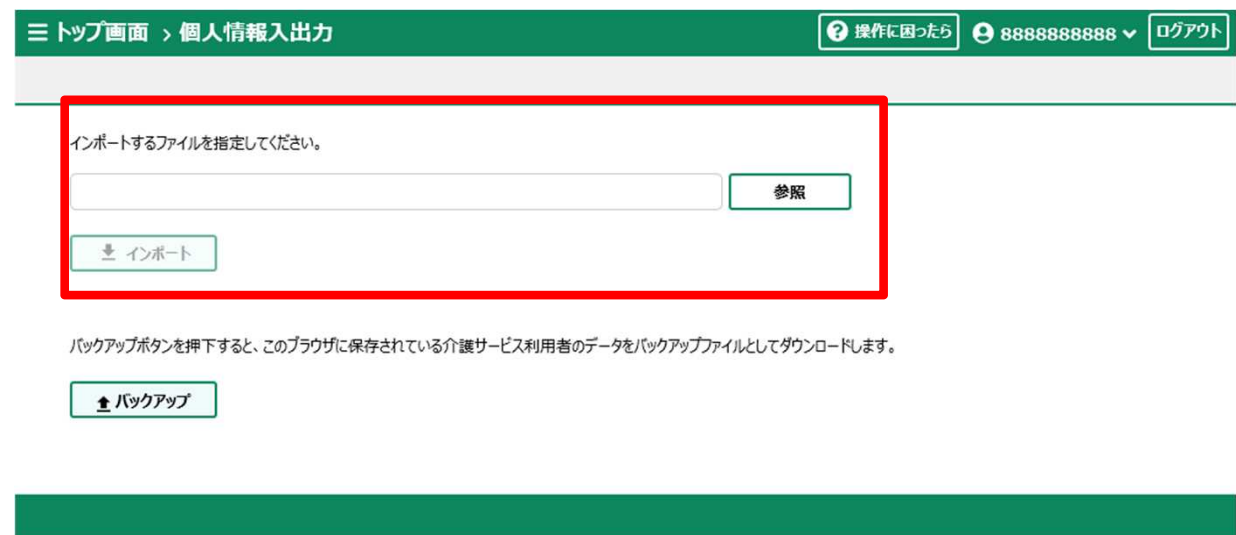 トップ画面 > 個人情報入出力 ? 操作に困ったら 8888888888 ログアウト
インポートするファイルを指定してください。
参照
インポート
バックアップボタンを押下すると、このブラウザに保存されている介護サービス利用者のデータをバックアップファイルとしてダウンロードします。
バックアップ